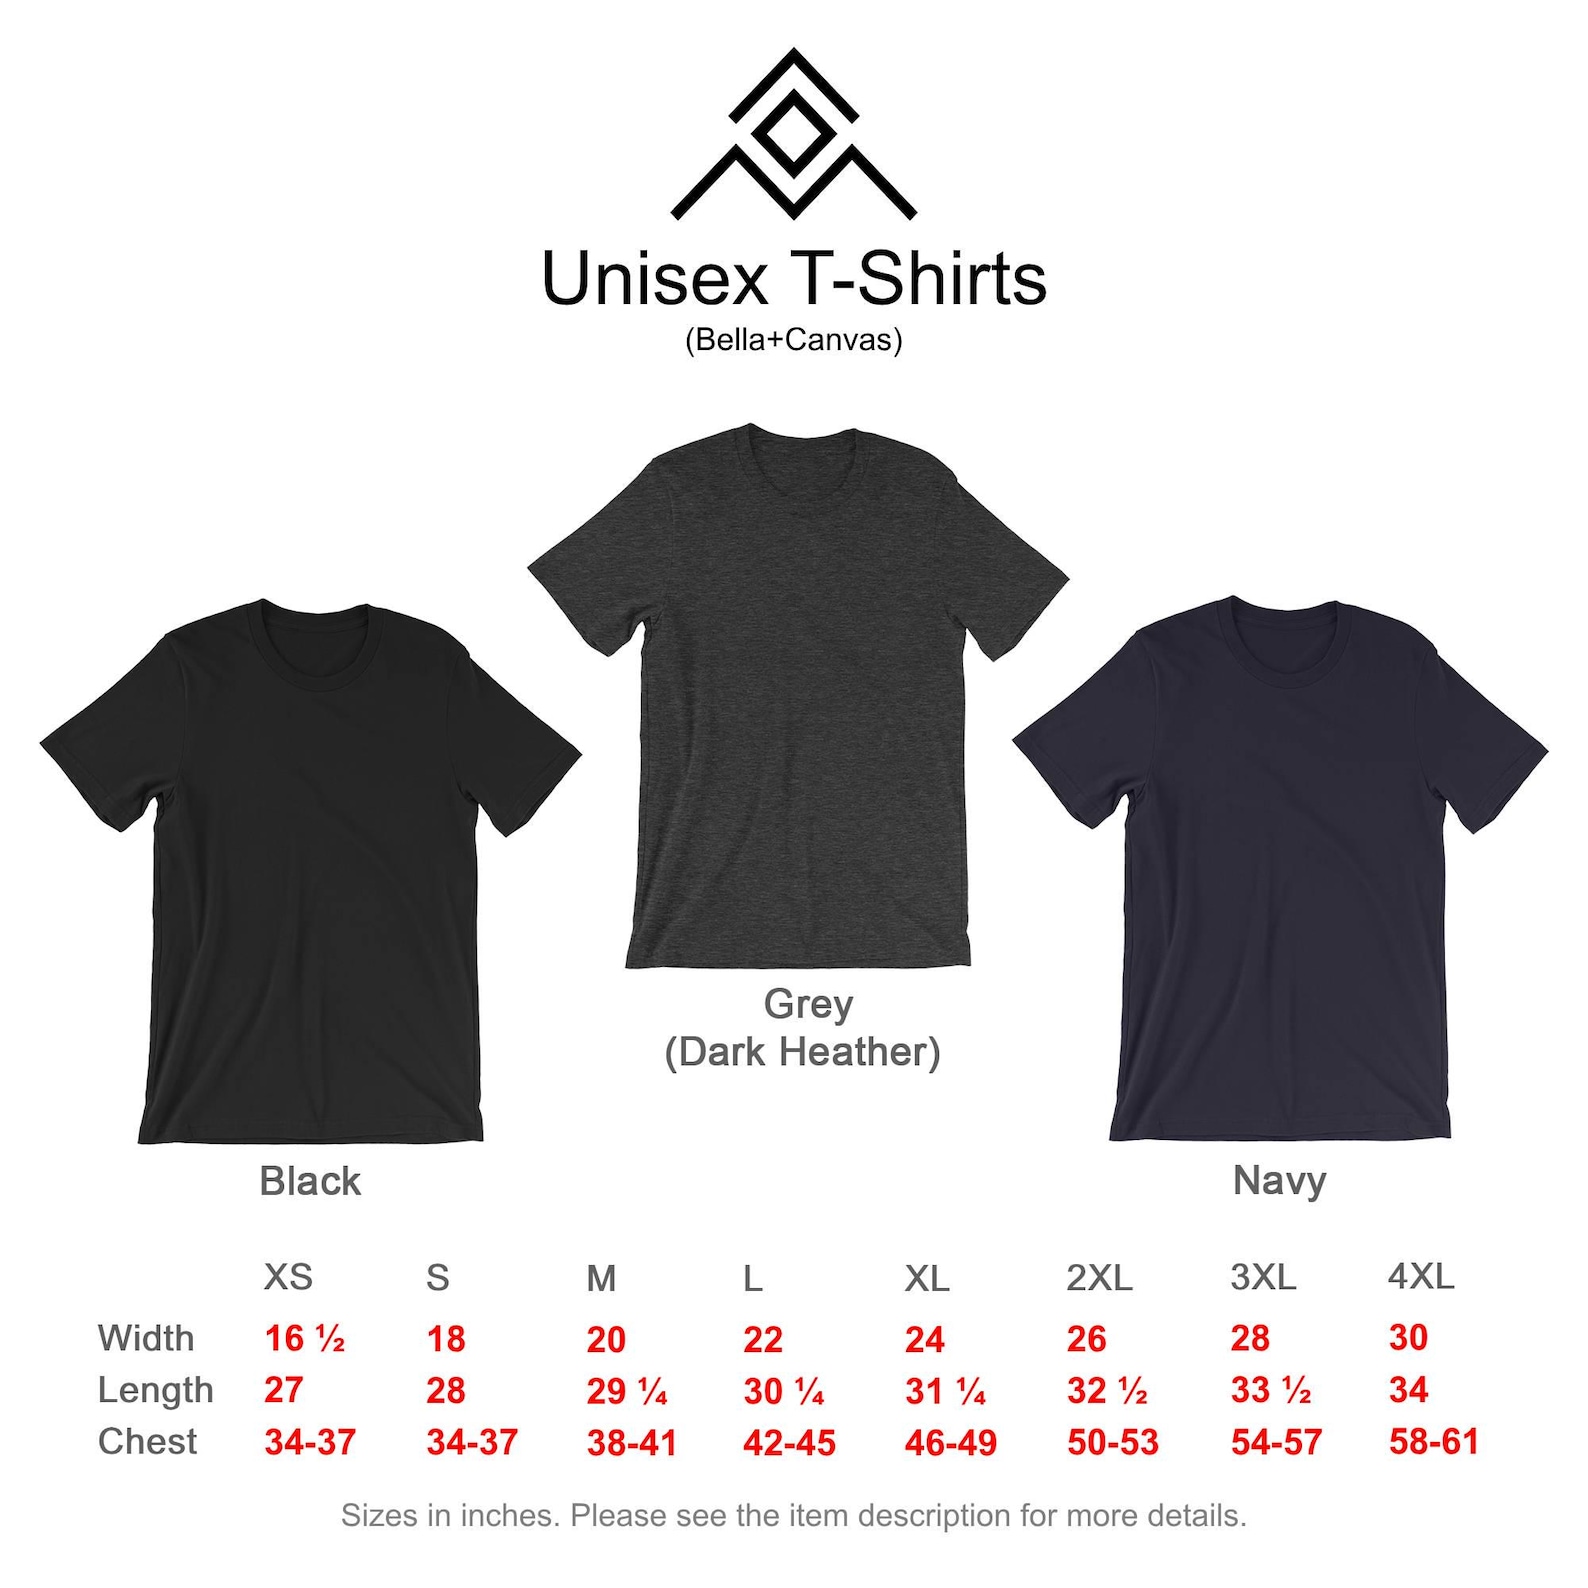 Unisex T-Shirts
(Bella+Canvas)
Grey
(Dark Heather)
Black
Navy
XS S M L XL 2XL 3XL 4XL
Width 16 ½ 18 20 22 24 26 28 30
Length 27 28 29 ¼ 30 ¼ 31 ¼ 32 ½ 33 ½ 34
Chest 34-37 34-37 38-41 42-45 46-49 50-53 54-57 58-61
Sizes in inches. Please see the item description for more details.